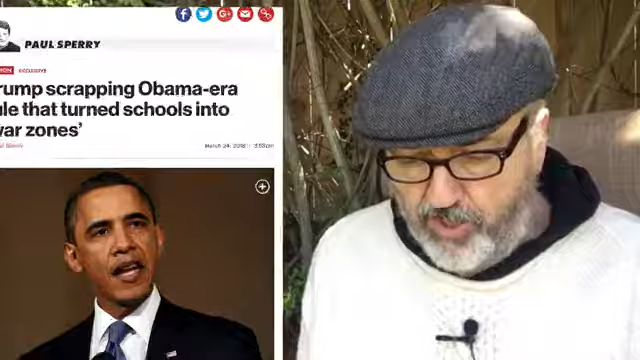 PAUL SPERRY
EXCLUSIVE
rump scrapping Obama-era
ule that turned schools into
war zones'
March 24, 2018 |